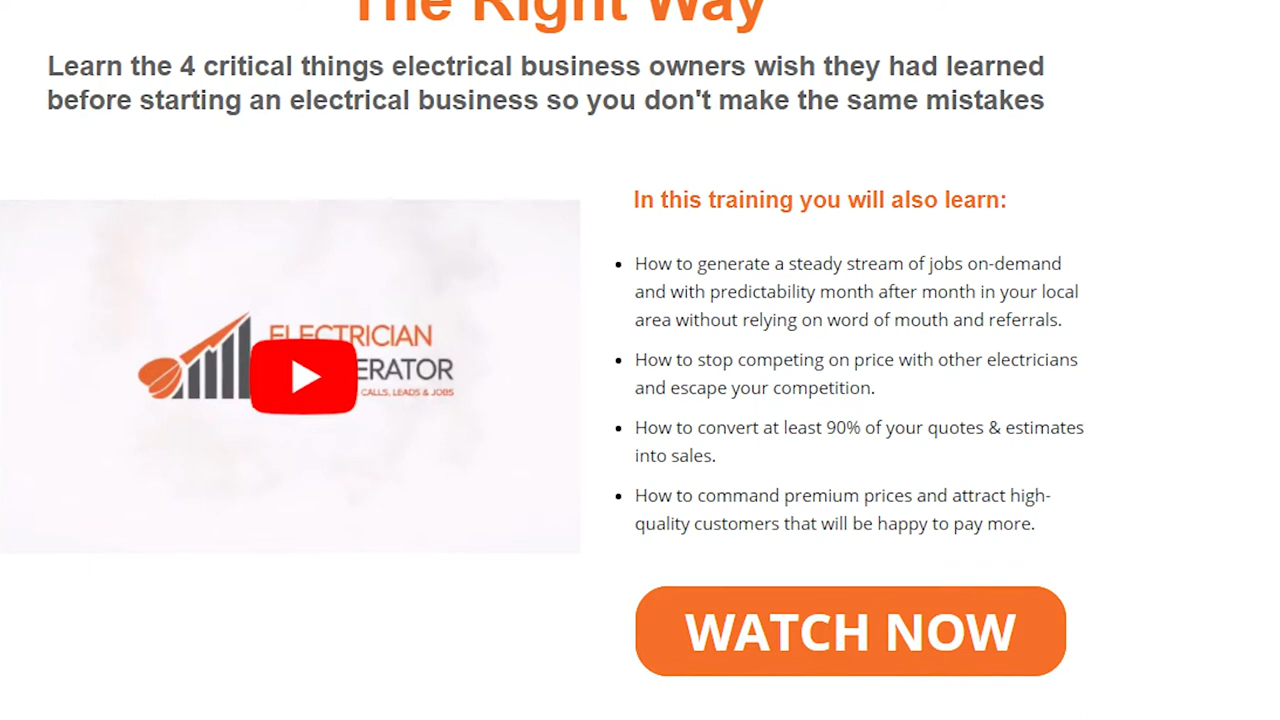 The Right Way
Learn the 4 critical things electrical business owners wish they had learned
before starting an electrical business so you don't make the same mistakes
In this training you will also learn:
How to generate a steady stream of jobs on-demand
and with predictability month after month in your local
area without relying on word of mouth and referrals.
How to stop competing on price with other electricians
and escape your competition.
How to convert at least 90% of your quotes & estimates
into sales.
How to command premium prices and attract high-
quality customers that will be happy to pay more.
ELECTRICIAN
ERATOR
CALLS, LEADS & JOBS
WATCH NOW